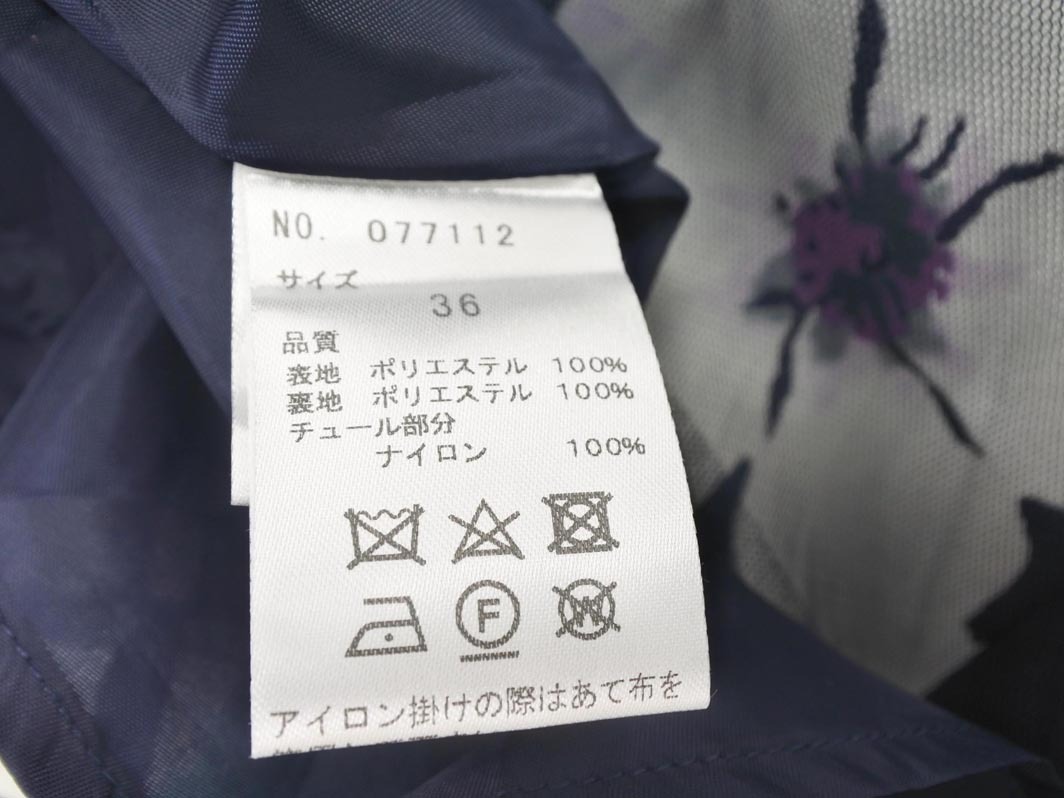 NO. 077112
サイズ
36
品質
表地 ポリエステル 100%
裏地 ポリエステル 100%
チュール部分
ナイロン 100%
F
W
アイロン掛けの際はあて布を